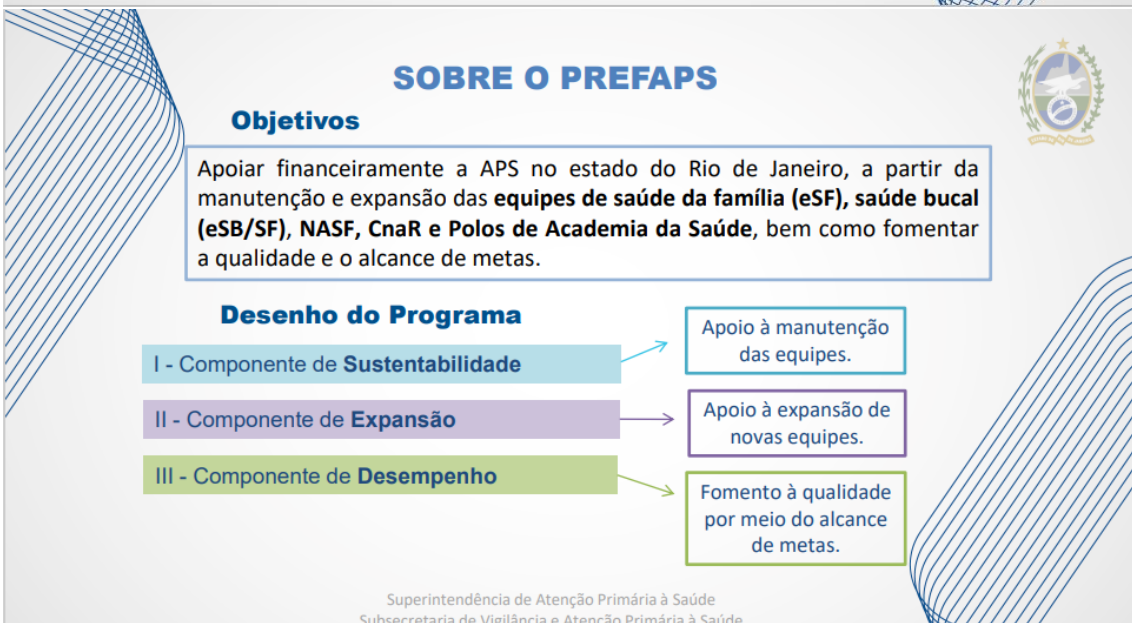 SOBRE O PREFAPS
Objetivos
Apoiar financeiramente a APS no estado do Rio de Janeiro, a partir da
manutenção e expansão das equipes de saúde da família (eSF), saúde bucal
(eSB/SF), NASF, CnaR e Polos de Academia da Saúde, bem como fomentar
a qualidade e o alcance de metas.
Desenho do Programa
I - Componente de Sustentabilidade
Apoio à manutenção
das equipes.
II - Componente de Expansão
Apoio à expansão de
novas equipes.
III - Componente de Desempenho
Fomento à qualidade
por meio do alcance
de metas.
Superintendência de Atenção Primária à Saúde
Subsecretaria de Vigilância e Atenção Primária à Saúde